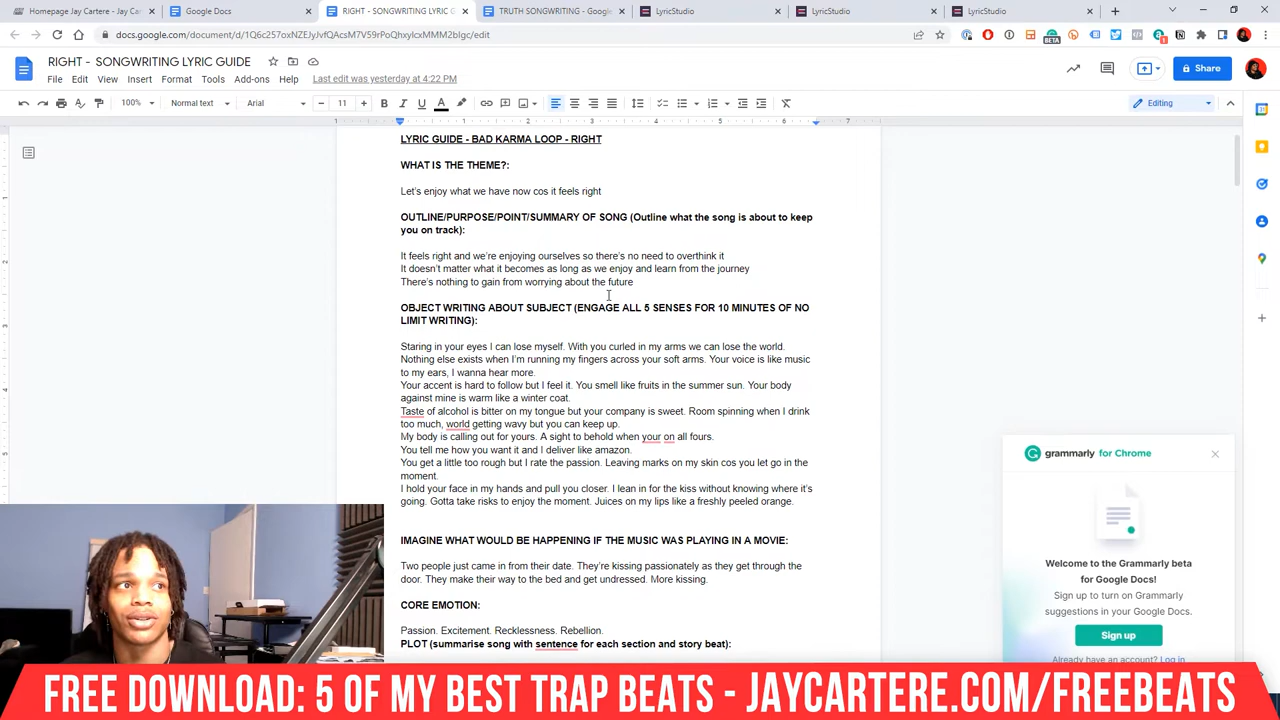 Homepage Jay Cartere - Jay Car
Google Docs
RIGHT - SONGWRITING LYRIC G
TRUTH SONGWRITING - Google
LyricStudio
LyricStudio
LyricStudio
docs.google.com/document/d/1Q6c257oxNZEJyJvfQAcsM7V59rPoQhxyIcxMMM2bIgc/edit
BETA
RIGHT - SONGWRITING LYRIC GUIDE
Share
File Edit View Insert Format Tools Add-ons Help Last edit was yesterday at 4:22 PM
100% Normal text Arial 11 B I U A Editing
1 1 2 3 4 5 6 7
LYRIC GUIDE - BAD KARMA LOOP - RIGHT
WHAT IS THE THEME?:
Let's enjoy what we have now cos it feels right
OUTLINE/PURPOSE/POINT/SUMMARY OF SONG (Outline what the song is about to keep
you on track):
It feels right and we're enjoying ourselves so there's no need to overthink it
It doesn't matter what it becomes as long as we enjoy and learn from the journey
There's nothing to gain from worrying about the future
OBJECT WRITING ABOUT SUBJECT (ENGAGE ALL 5 SENSES FOR 10 MINUTES OF NO
LIMIT WRITING):
Staring in your eyes I can lose myself. With you curled in my arms we can lose the world.
Nothing else exists when I'm running my fingers across your soft arms. Your voice is like music
to my ears, I wanna hear more.
Your accent is hard to follow but I feel it. You smell like fruits in the summer sun. Your body
against mine is warm like a winter coat.
Taste of alcohol is bitter on my tongue but your company is sweet. Room spinning when I drink
too much, world getting wavy but you can keep up.
My body is calling out for yours. A sight to behold when your on all fours.
You tell me how you want it and I deliver like amazon.
You get a little too rough but I rate the passion. Leaving marks on my skin cos you let go in the
moment.
I hold your face in my hands and pull you closer. I lean in for the kiss without knowing where it's
going. Gotta take risks to enjoy the moment. Juices on my lips like a freshly peeled orange.
IMAGINE WHAT WOULD BE HAPPENING IF THE MUSIC WAS PLAYING IN A MOVIE:
Two people just came in from their date. They're kissing passionately as they get through the
door. They make their way to the bed and get undressed. More kissing.
CORE EMOTION:
Passion. Excitement. Recklessness. Rebellion.
PLOT (summarise song with sentence for each section and story beat):
grammarly for Chrome
Welcome to the Grammarly beta
for Google Docs!
Sign up to turn on Grammarly
suggestions in your Google Docs.
Sign up
Already have an account? Log in
FREE DOWNLOAD: 5 OF MY BEST TRAP BEATS - JAYCARTERE.COM/FREEBEATS